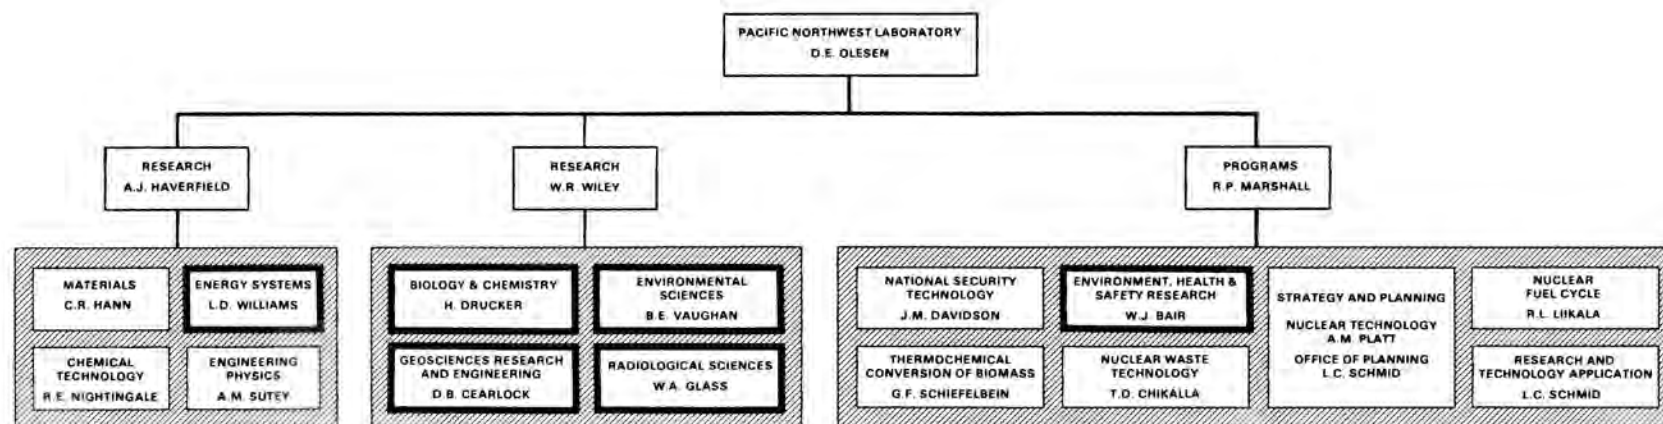 PACIFIC NORTHWEST LABORATORY
D.E. OLESEN
RESEARCH
A.J. HAVERFIELD
RESEARCH
W.R. WILEY
PROGRAMS
R.P. MARSHALL
MATERIALS
C.R. HANN
ENERGY SYSTEMS
L.D. WILLIAMS
CHEMICAL
TECHNOLOGY
R.E. NIGHTINGALE
ENGINEERING
PHYSICS
A.M. SUTEY
BIOLOGY & CHEMISTRY
H. DRUCKER
ENVIRONMENTAL
SCIENCES
B.E. VAUGHAN
GEOSCIENCES RESEARCH
AND ENGINEERING
D.B. CEARLOCK
RADIOLOGICAL SCIENCES
W.A. GLASS
NATIONAL SECURITY
TECHNOLOGY
J.M. DAVIDSON
ENVIRONMENT, HEALTH &
SAFETY RESEARCH
W.J. BAIR
THERMOCHEMICAL
CONVERSION OF BIOMASS
G.F. SCHIEFELBEIN
NUCLEAR WASTE
TECHNOLOGY
T.D. CHIKALLA
STRATEGY AND PLANNING
NUCLEAR TECHNOLOGY
A.M. PLATT
OFFICE OF PLANNING
L.C. SCHMID
NUCLEAR
FUEL CYCLE
R.L. LIIKALA
RESEARCH AND
TECHNOLOGY APPLICATION
L.C. SCHMID